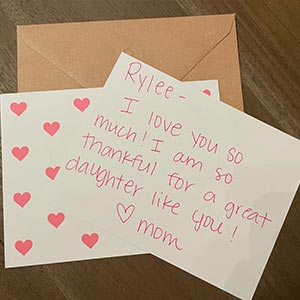 Rylee-
I love you so
much! I am so
thankful for a great
daughter like you!
♡ mom